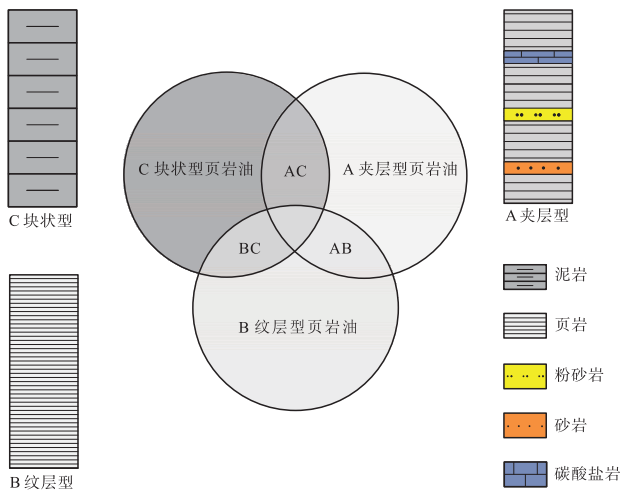 C 块状型
B 纹层型
C 块状型页岩油
AC
A 夹层型页岩油
BC
AB
B 纹层型页岩油
A 夹层型
泥岩
页岩
粉砂岩
砂岩
碳酸盐岩